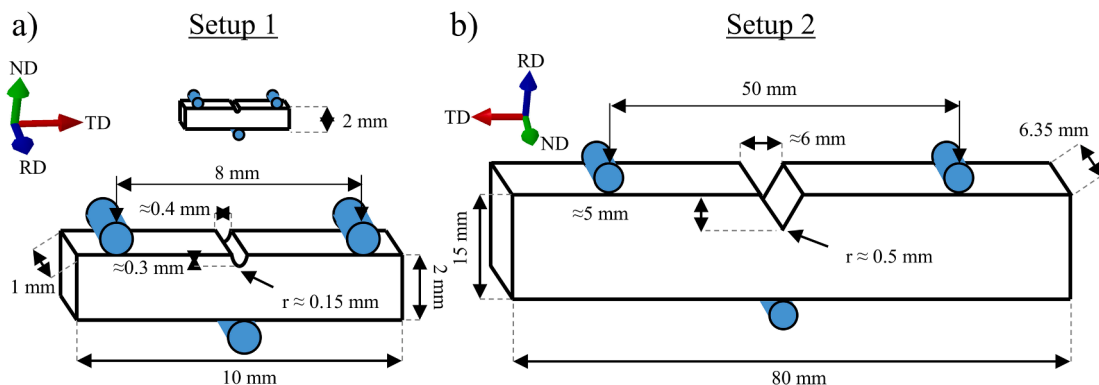 a)
Setup 1
ND
TD
RD
2 mm
8 mm
≈0.4 mm
≈0.3 mm
1 mm
r ≈ 0.15 mm
2 mm
10 mm
b)
Setup 2
RD
TD
ND
50 mm
≈6 mm
6.35 mm
≈5 mm
15 mm
r ≈ 0.5 mm
80 mm